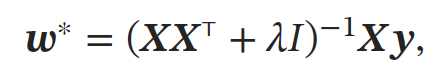 w* = (XX⊤ + λI)−1Xy,